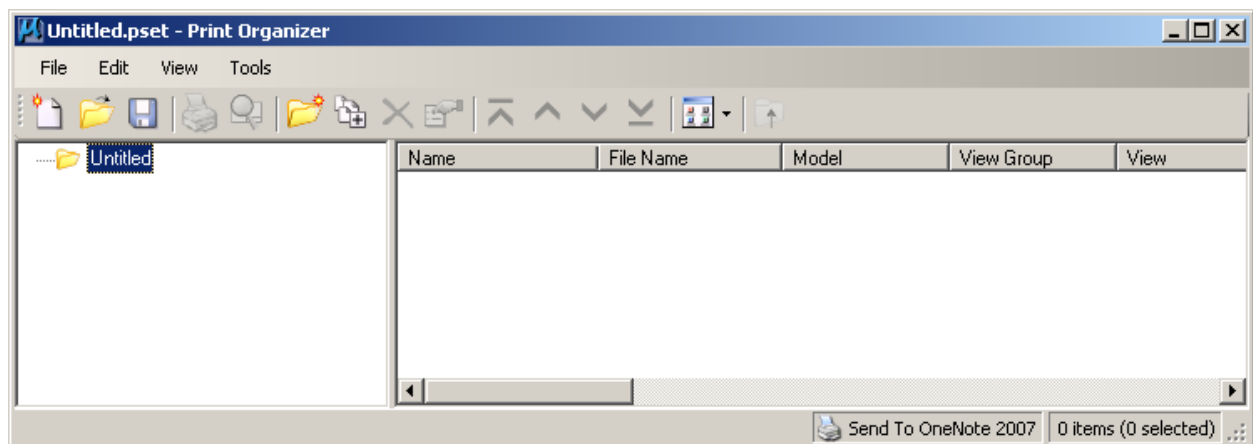 Untitled.pset - Print Organizer
File Edit View Tools
Untitled
Name File Name Model View Group View
Send To OneNote 2007 0 items (0 selected)